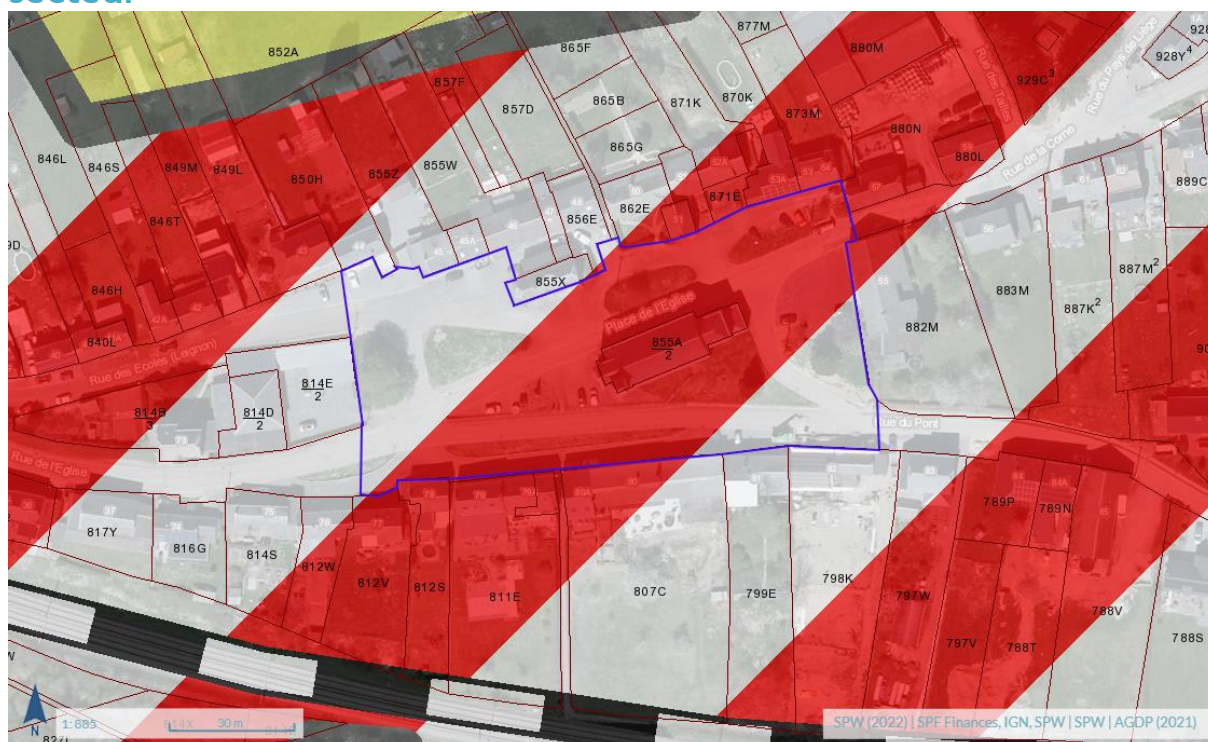 secteur
852A
865F
877M
880M
928
928Y⁴
929C³
Rue du Pays de Liège
Rue des Tailles
857F
857D
865B
871K
870K
873M
880N
880L
Rue de la Corne
846L
846S
849M
849L
850H
855Z
855W
865G
846T
856E
862E
871E
889C
9D
846H
855X
883M
887M²
887K²
882M
840L
Rue des Ecoles (Leignon)
Place de l'Eglise
855A
2
814E
2
814D
2
814B
3
Rue de l'Eglise
Rue du Pont
817Y
816G
814S
812W
812V
812S
811E
807C
799E
798K
797W
797V
789P
789N
788T
788V
788S
N
1:885
30 m
SPW (2022) | SPF Finances, IGN, SPW | SPW | AGDP (2021)